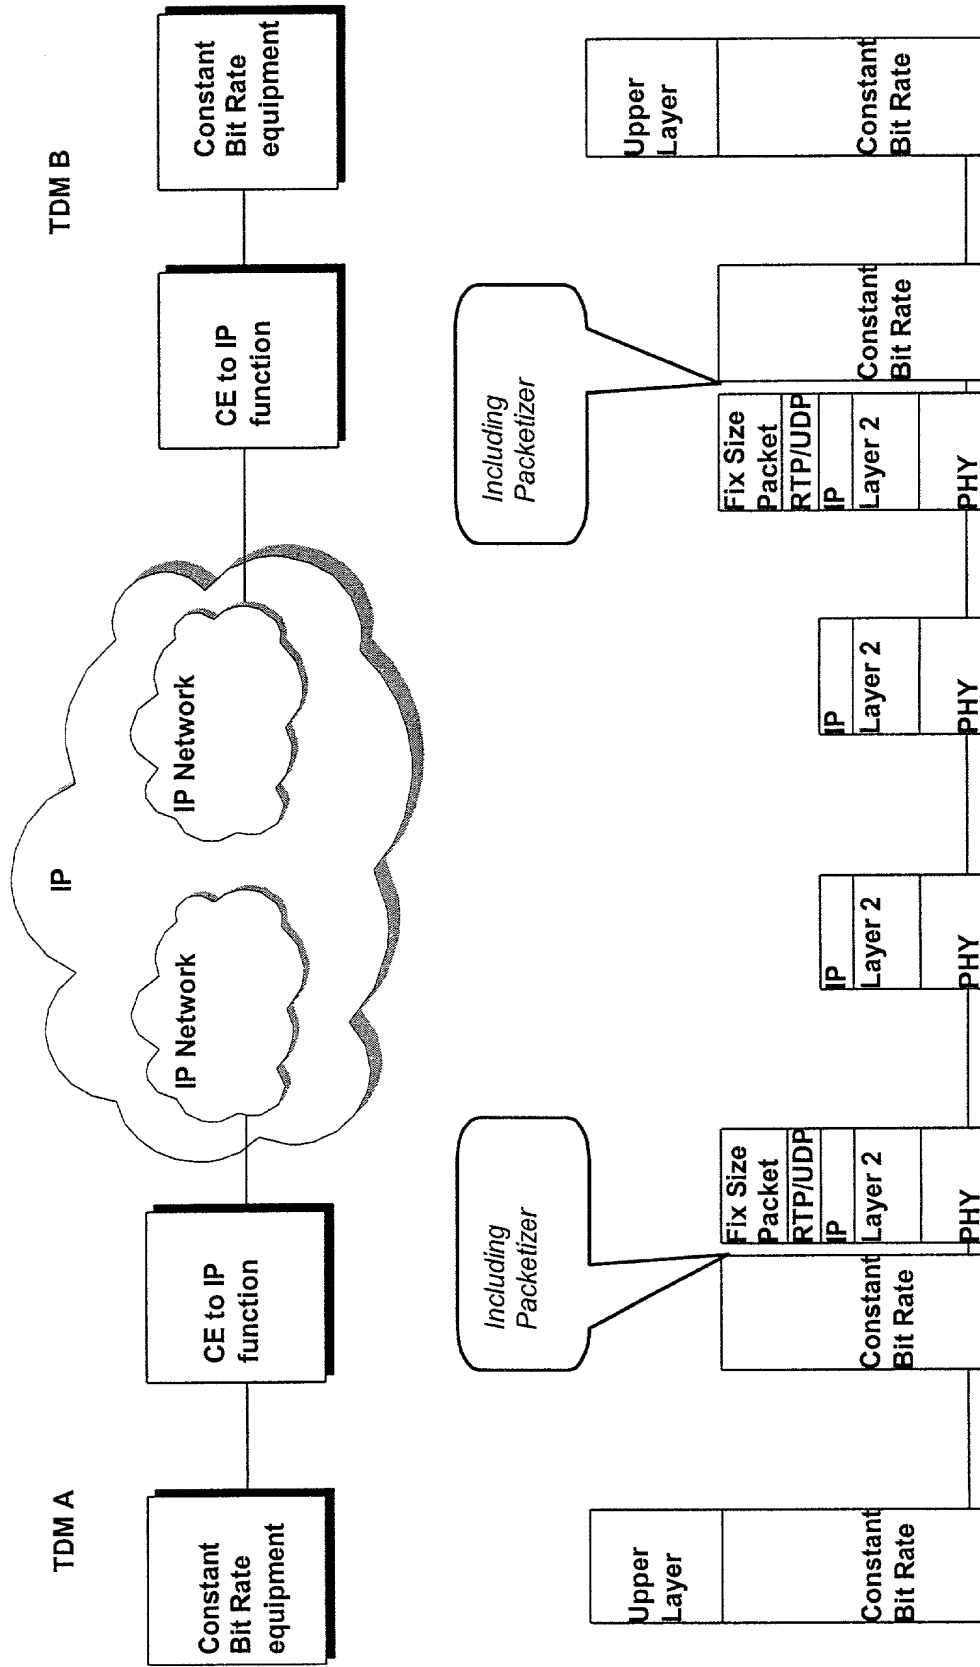 TDM A
TDM B
IP
Constant
Bit Rate
equipment
CE to IP
function
IP Network
IP Network
CE to IP
function
Constant
Bit Rate
equipment
Including
Packetizer
Including
Packetizer
Upper
Layer
Constant
Bit Rate
Constant
Bit Rate
Fix Size
Packet
RTP/UDP
IP
Layer 2
PHY
IP
Layer 2
PHY
IP
Layer 2
PHY
Fix Size
Packet
RTP/UDP
IP
Layer 2
PHY
Constant
Bit Rate
Upper
Layer
Constant
Bit Rate